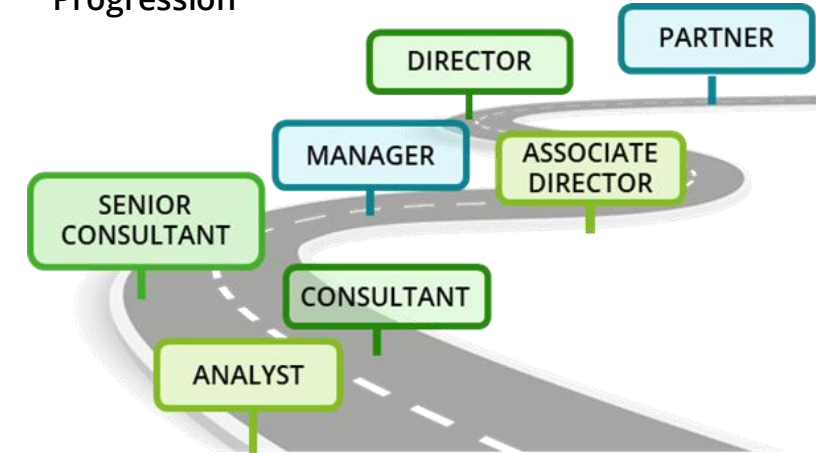 Progression
DIRECTOR
PARTNER
MANAGER
ASSOCIATE
DIRECTOR
SENIOR
CONSULTANT
CONSULTANT
ANALYST